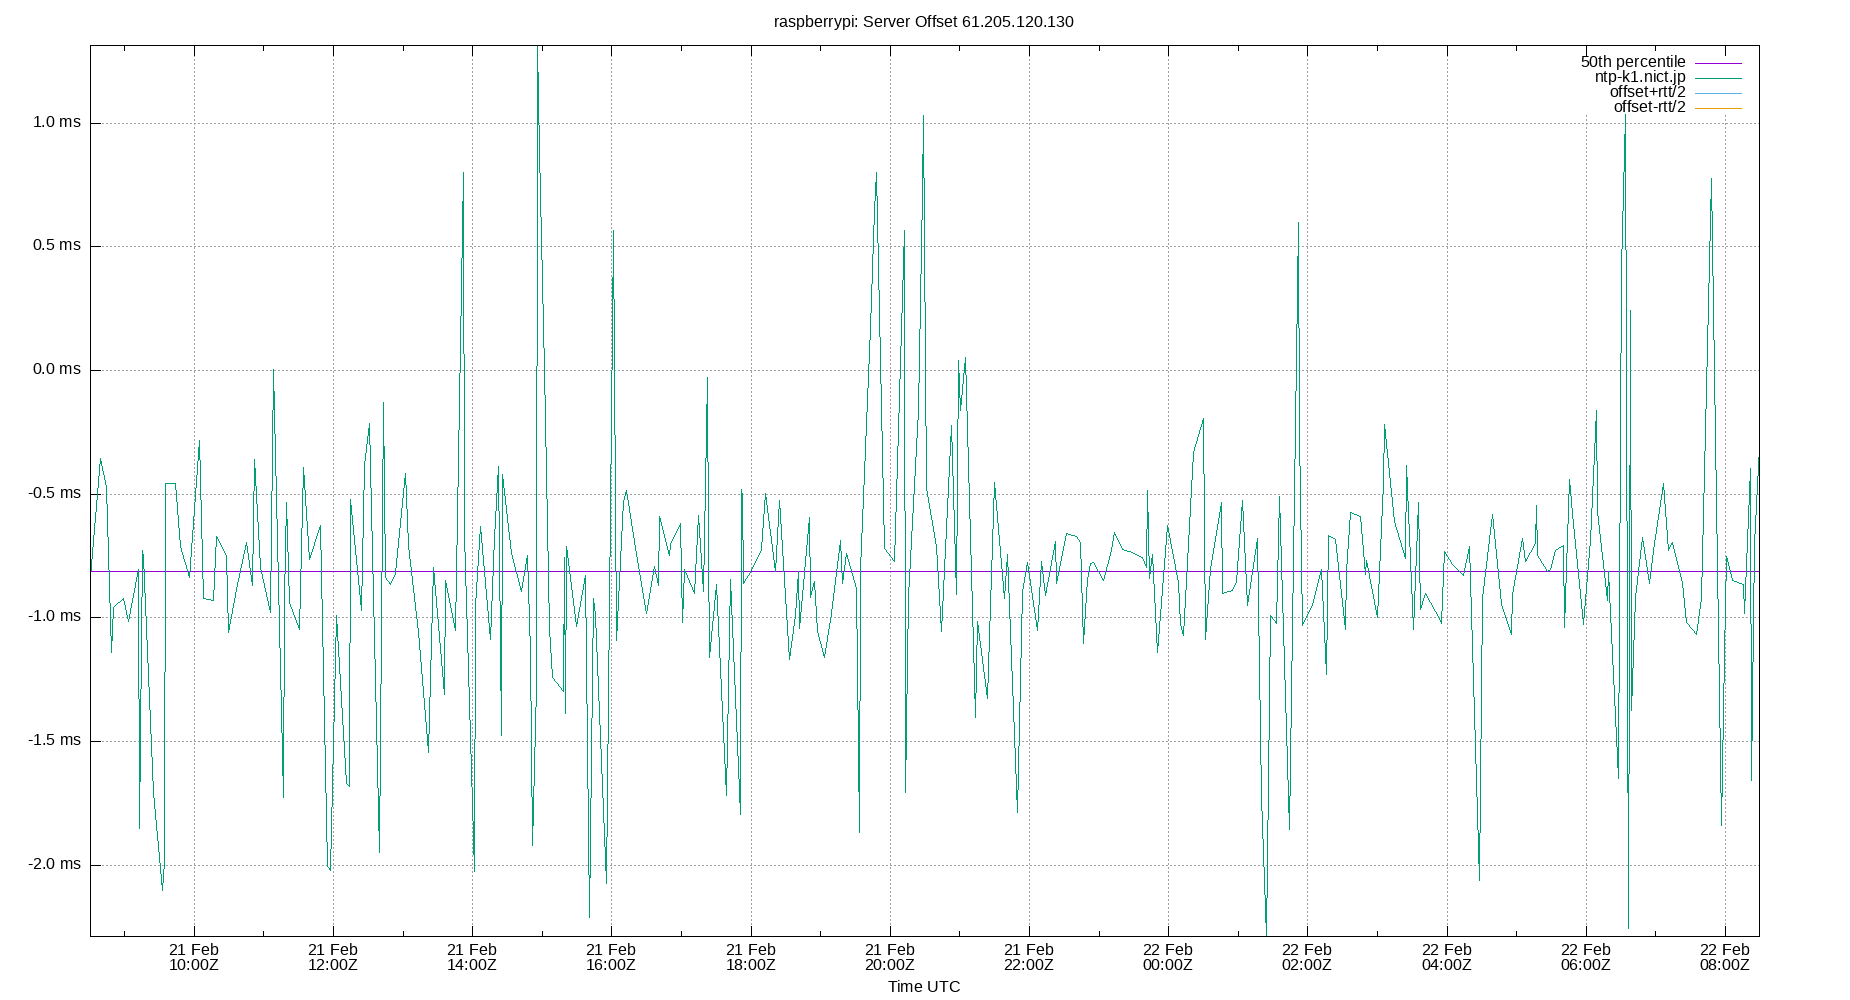 raspberrypi: Server Offset 61.205.120.130
50th percentile
ntp-k1.nict.jp
offset+rtt/2
offset-rtt/2
1.0 ms
0.5 ms
0.0 ms
-0.5 ms
-1.0 ms
-1.5 ms
-2.0 ms
21 Feb 21 Feb 21 Feb 21 Feb 21 Feb 21 Feb 21 Feb 22 Feb 22 Feb 22 Feb 22 Feb 22 Feb
10:00Z 12:00Z 14:00Z 16:00Z 18:00Z 20:00Z 22:00Z 00:00Z 02:00Z 04:00Z 06:00Z 08:00Z
Time UTC